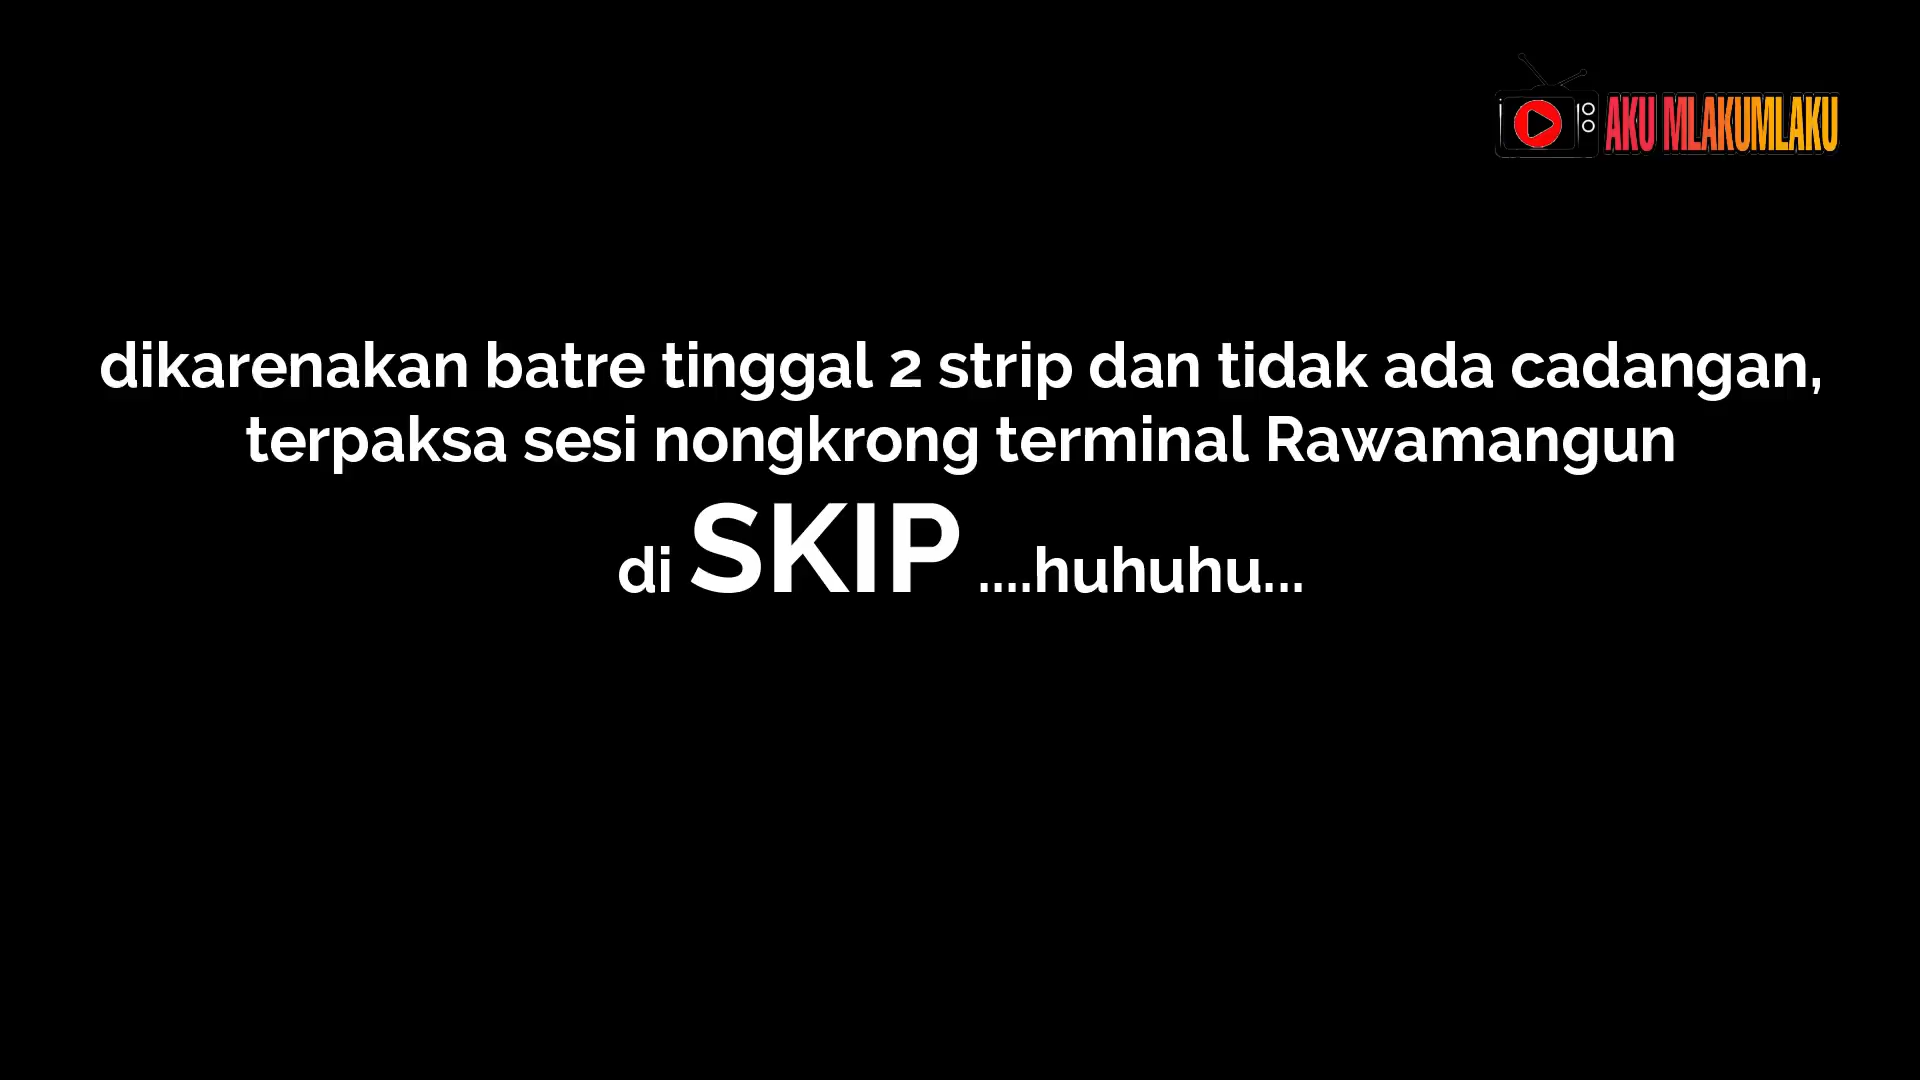 AKU MLAKUMLAKU
dikarenakan batre tinggal 2 strip dan tidak ada cadangan,
terpaksa sesi nongkrong terminal Rawamangun
di SKIP ....huhuhu...